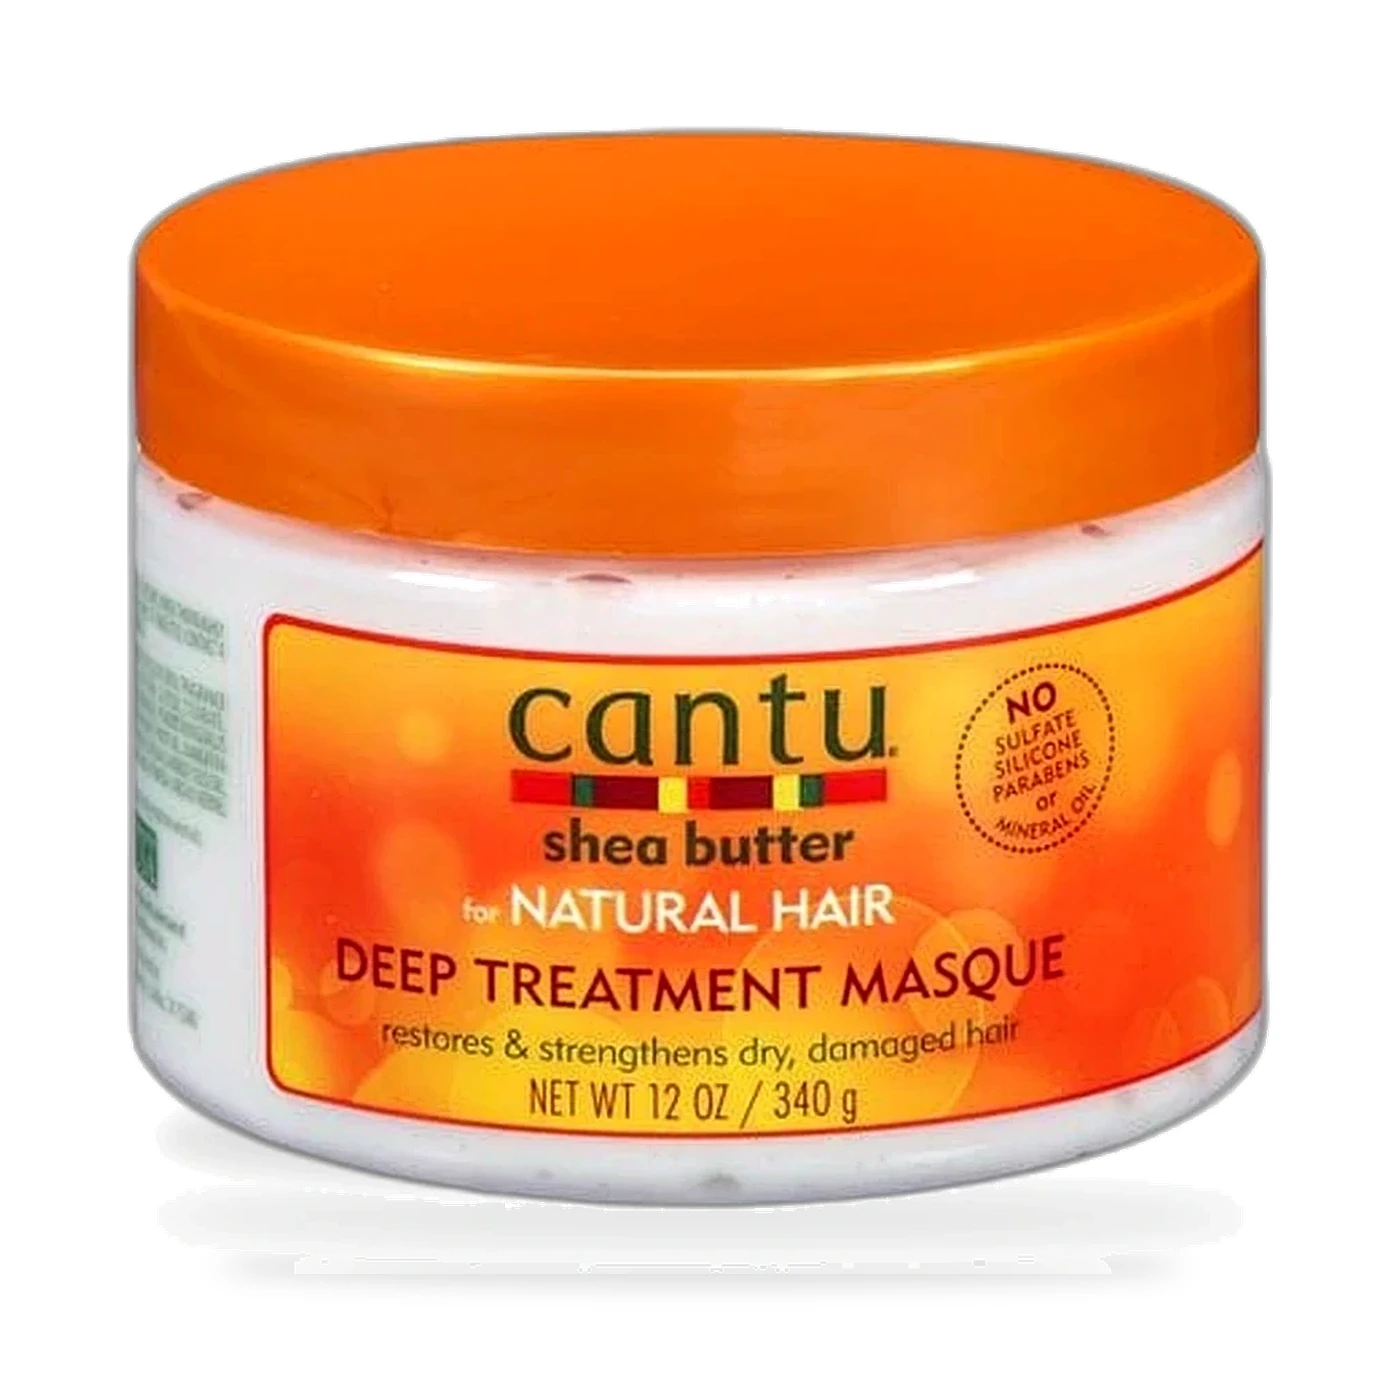 cantu
shea butter
for NATURAL HAIR
DEEP TREATMENT MASQUE
restores & strengthens dry, damaged hair
NET WT 12 OZ / 340 g
NO
SULFATE
SILICONE
PARABENS
or
MINERAL OIL